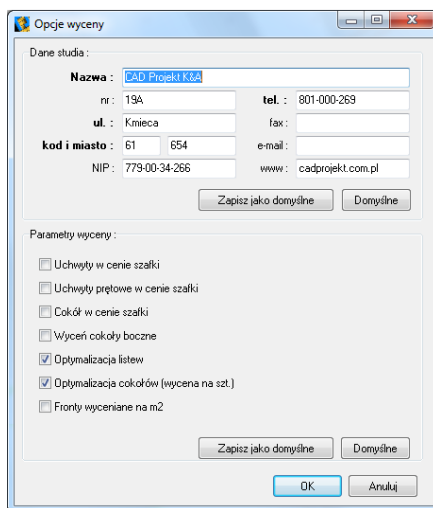 Opcje wyceny
Dane studia :
Nazwa : CAD Projekt K&A
nr : 19A tel. : 801-000-269
ul. : Kmieca fax :
kod i miasto : 61 654 e-mail :
NIP : 779-00-34-266 www : cadprojekt.com.pl
Zapisz jako domyślne Domyślne
Parametry wyceny :
Uchwyty w cenie szafki
Uchwyty prętowe w cenie szafki
Cokół w cenie szafki
Wyceń cokoły boczne
Optymalizacja listew
Optymalizacja cokołów (wycena na szt.)
Fronty wyceniane na m2
Zapisz jako domyślne Domyślne
OK Anuluj